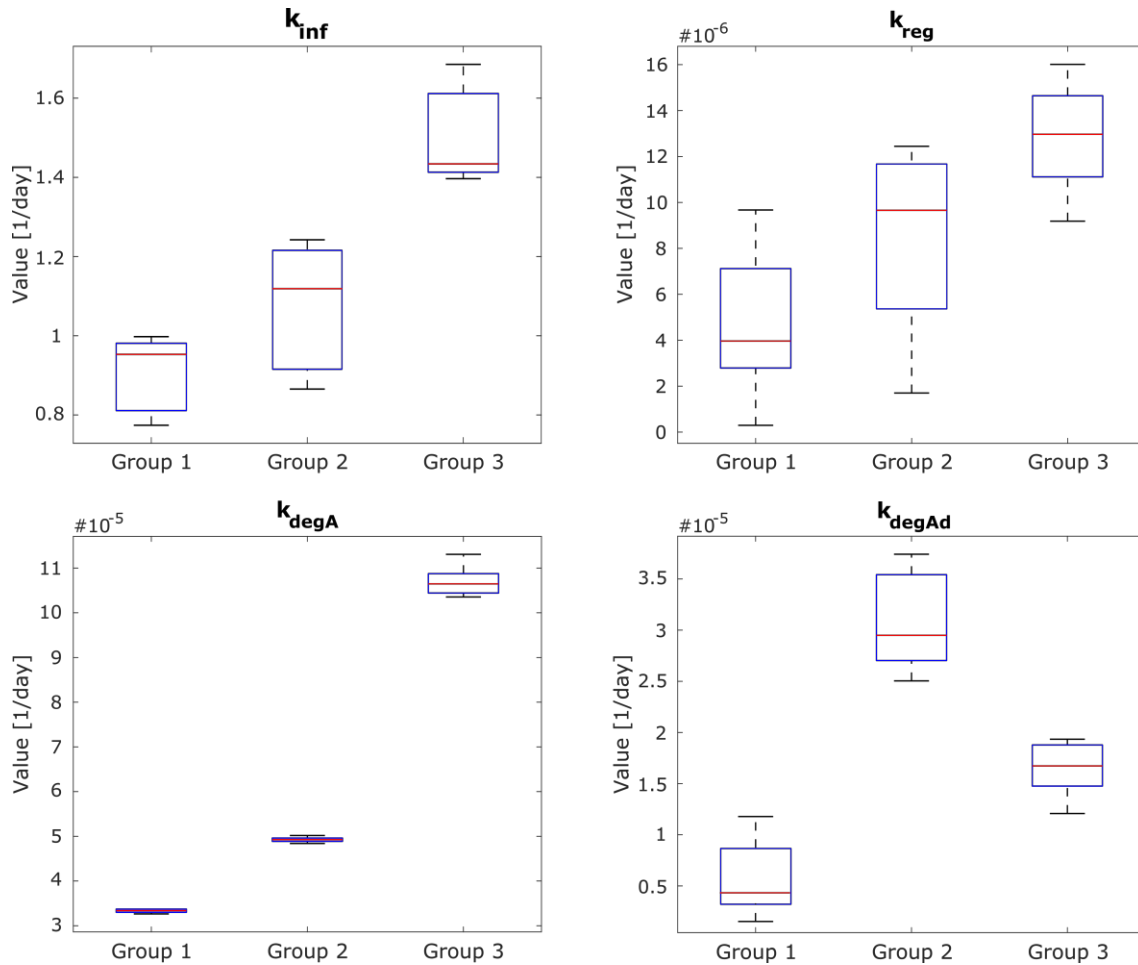 k_inf
Value [1/day]
1.6
1.4
1.2
1
0.8
Group 1 Group 2 Group 3
k_reg
#10^-6
Value [1/day]
16
14
12
10
8
6
4
2
0
Group 1 Group 2 Group 3
k_degA
#10^-5
Value [1/day]
11
10
9
8
7
6
5
4
3
Group 1 Group 2 Group 3
k_degAd
#10^-5
Value [1/day]
3.5
3
2.5
2
1.5
1
0.5
Group 1 Group 2 Group 3